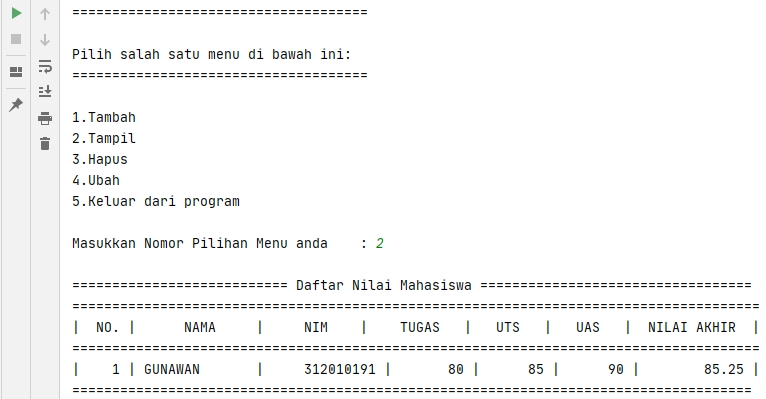 =====================================
Pilih salah satu menu di bawah ini:
=====================================
1.Tambah
2.Tampil
3.Hapus
4.Ubah
5.Keluar dari program
Masukkan Nomor Pilihan Menu anda    : 2
=========================== Daftar Nilai Mahasiswa ==================================
======================================================================================
|  NO. |      NAMA     |     NIM    |    TUGAS   |   UTS   |   UAS   |  NILAI AKHIR  |
======================================================================================
|    1 | GUNAWAN       |     312010191 |       80 |      85 |      90 |        85.25 |
=====================================================================================